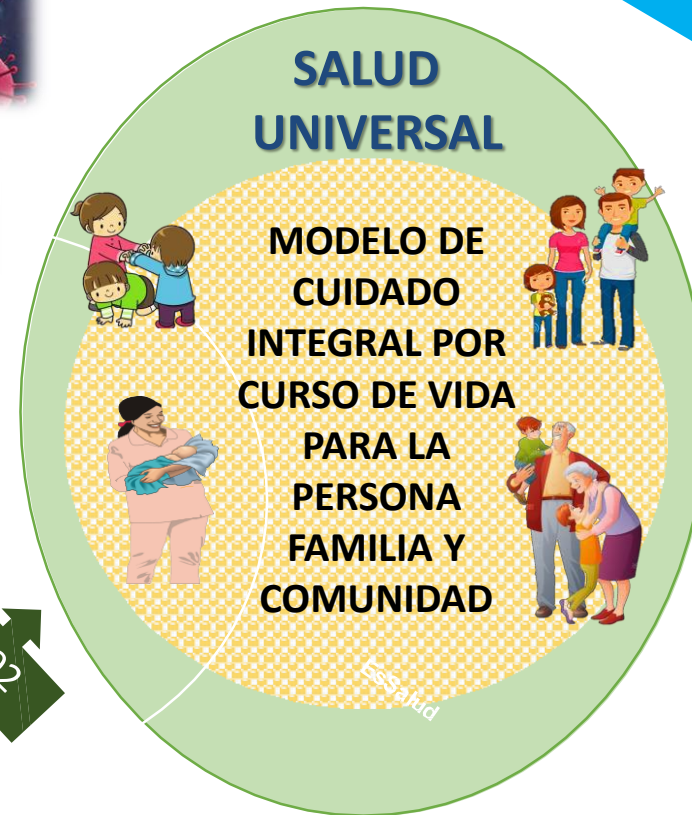 SALUD
UNIVERSAL
MODELO DE
CUIDADO
INTEGRAL POR
CURSO DE VIDA
PARA LA
PERSONA
FAMILIA Y
COMUNIDAD
EsSalud